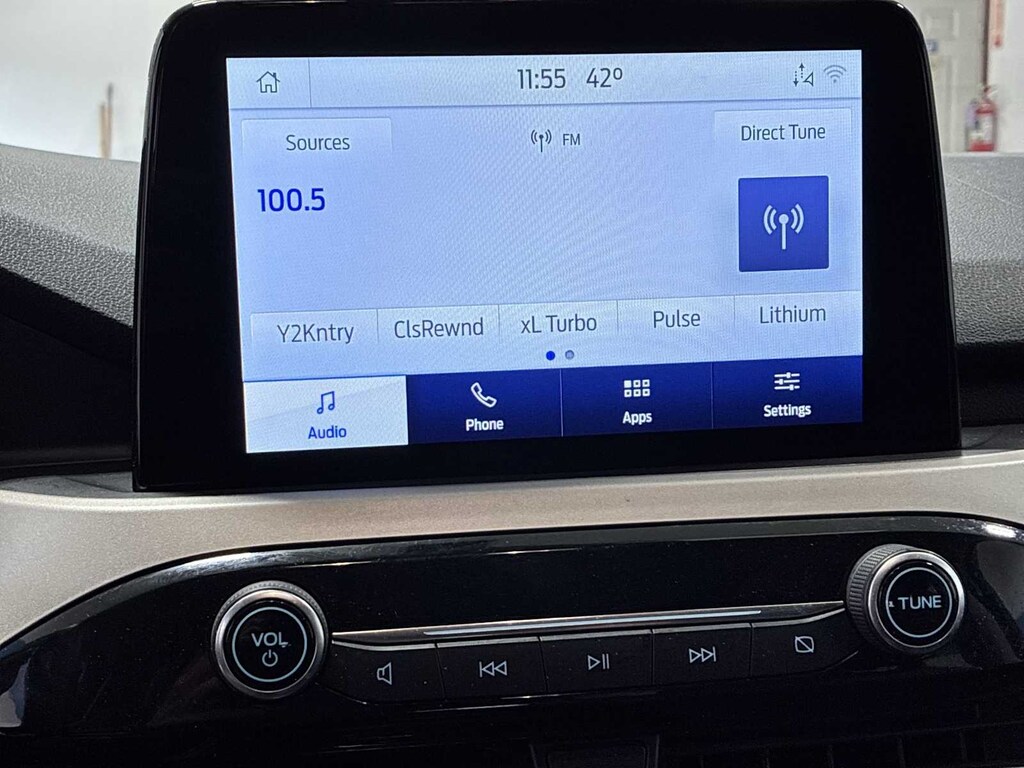 11:55 42°
Sources
FM
Direct Tune
100.5
Y2Kntry
ClsRewnd
xL Turbo
Pulse
Lithium
Audio
Phone
Apps
Settings
VOL
TUNE